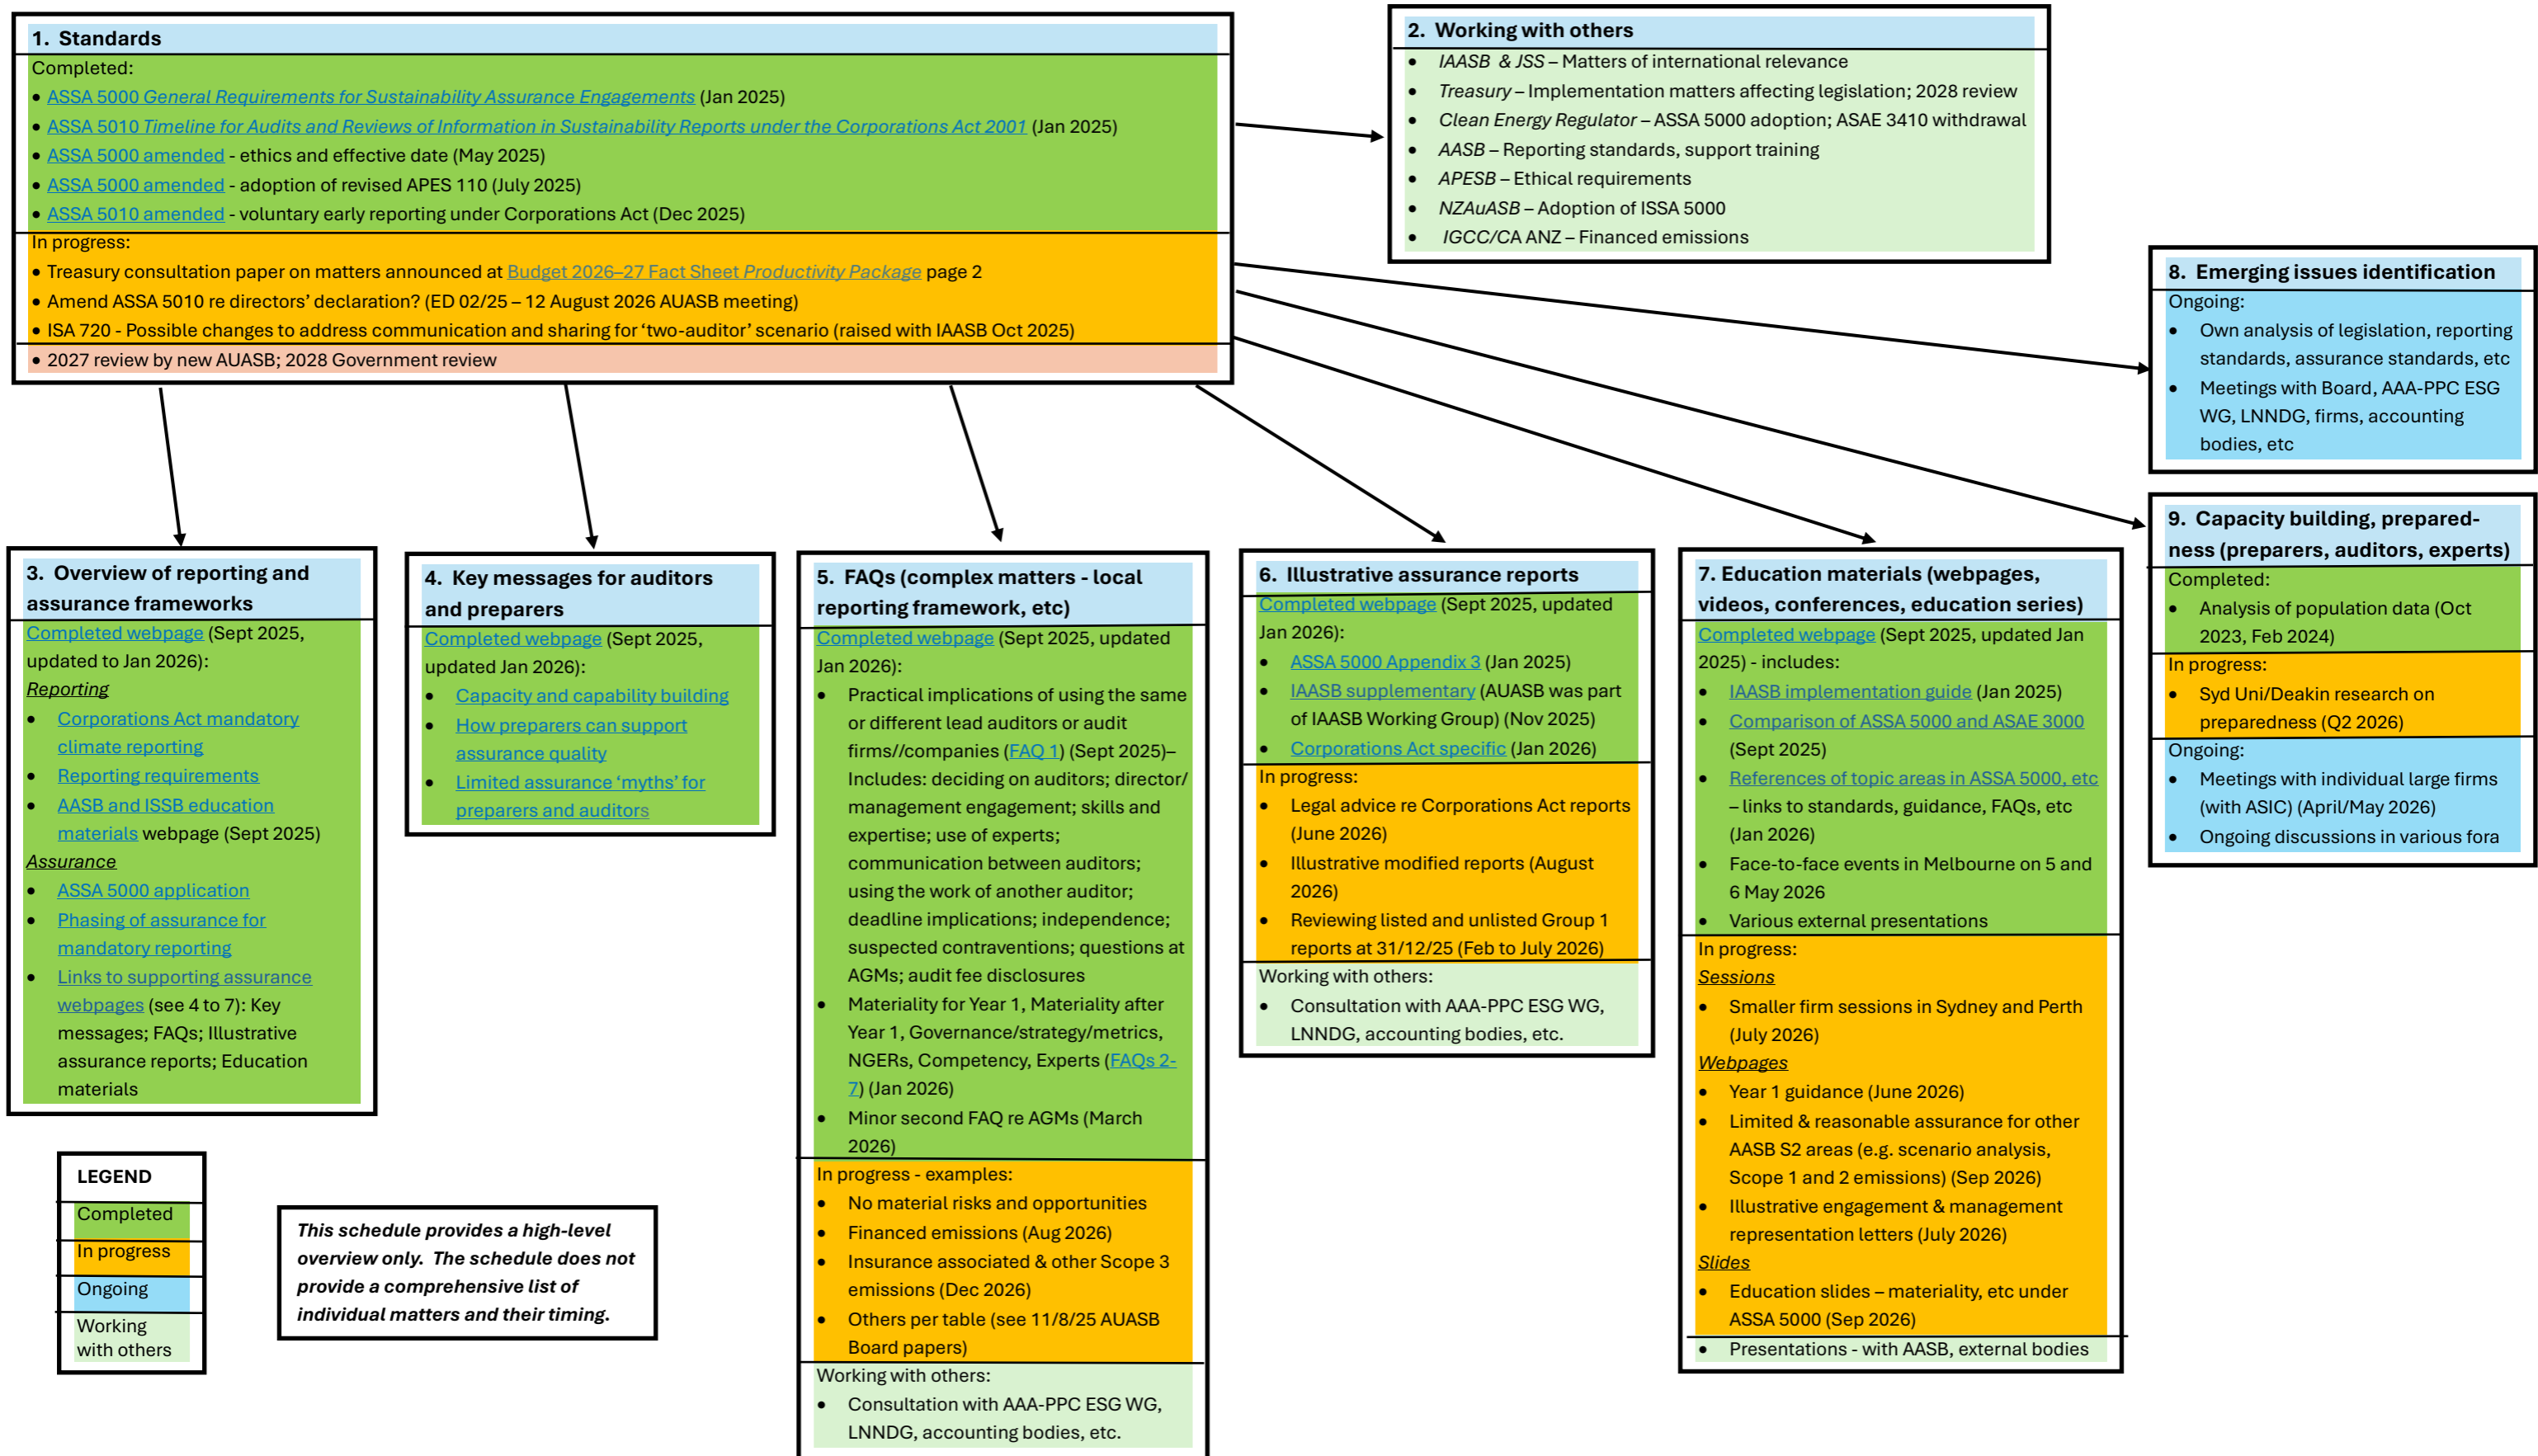 1. Standards
Completed:
• ASSA 5000 General Requirements for Sustainability Assurance Engagements (Jan 2025)
• ASSA 5010 Timeline for Audits and Reviews of Information in Sustainability Reports under the Corporations Act 2001 (Jan 2025)
• ASSA 5000 amended - ethics and effective date (May 2025)
• ASSA 5000 amended - adoption of revised APES 110 (July 2025)
• ASSA 5010 amended - voluntary early reporting under Corporations Act (Dec 2025)
In progress:
• Treasury consultation paper on matters announced at Budget 2026–27 Fact Sheet Productivity Package page 2
• Amend ASSA 5010 re directors’ declaration? (ED 02/25 – 12 August 2026 AUASB meeting)
• ISA 720 - Possible changes to address communication and sharing for ‘two-auditor’ scenario (raised with IAASB Oct 2025)
• 2027 review by new AUASB; 2028 Government review
2. Working with others
• IAASB & JSS – Matters of international relevance
• Treasury – Implementation matters affecting legislation; 2028 review
• Clean Energy Regulator – ASSA 5000 adoption; ASAE 3410 withdrawal
• AASB – Reporting standards, support training
• APESB – Ethical requirements
• NZAuASB – Adoption of ISSA 5000
• IGCC/CA ANZ – Financed emissions
8. Emerging issues identification
Ongoing:
• Own analysis of legislation, reporting
standards, assurance standards, etc
• Meetings with Board, AAA-PPC ESG
WG, LNNDG, firms, accounting
bodies, etc
9. Capacity building, prepared-
ness (preparers, auditors, experts)
Completed:
• Analysis of population data (Oct
2023, Feb 2024)
In progress:
• Syd Uni/Deakin research on
preparedness (Q2 2026)
Ongoing:
• Meetings with individual large firms
(with ASIC) (April/May 2026)
• Ongoing discussions in various fora
3. Overview of reporting and
assurance frameworks
Completed webpage (Sept 2025,
updated to Jan 2026):
Reporting
• Corporations Act mandatory
climate reporting
• Reporting requirements
• AASB and ISSB education
materials webpage (Sept 2025)
Assurance
• ASSA 5000 application
• Phasing of assurance for
mandatory reporting
• Links to supporting assurance
webpages (see 4 to 7): Key
messages; FAQs; Illustrative
assurance reports; Education
materials
4. Key messages for auditors
and preparers
Completed webpage (Sept 2025,
updated Jan 2026):
• Capacity and capability building
• How preparers can support
assurance quality
• Limited assurance ‘myths’ for
preparers and auditors
5. FAQs (complex matters - local
reporting framework, etc)
Completed webpage (Sept 2025, updated
Jan 2026):
• Practical implications of using the same
or different lead auditors or audit
firms//companies (FAQ 1) (Sept 2025)–
Includes: deciding on auditors; director/
management engagement; skills and
expertise; use of experts;
communication between auditors;
using the work of another auditor;
deadline implications; independence;
suspected contraventions; questions at
AGMs; audit fee disclosures
• Materiality for Year 1, Materiality after
Year 1, Governance/strategy/metrics,
NGERs, Competency, Experts (FAQs 2-
7) (Jan 2026)
• Minor second FAQ re AGMs (March
2026)
In progress - examples:
• No material risks and opportunities
• Financed emissions (Aug 2026)
• Insurance associated & other Scope 3
emissions (Dec 2026)
• Others per table (see 11/8/25 AUASB
Board papers)
Working with others:
• Consultation with AAA-PPC ESG WG,
LNNDG, accounting bodies, etc.
6. Illustrative assurance reports
Completed webpage (Sept 2025, updated
Jan 2026):
• ASSA 5000 Appendix 3 (Jan 2025)
• IAASB supplementary (AUASB was part
of IAASB Working Group) (Nov 2025)
• Corporations Act specific (Jan 2026)
In progress:
• Legal advice re Corporations Act reports
(June 2026)
• Illustrative modified reports (August
2026)
• Reviewing listed and unlisted Group 1
reports at 31/12/25 (Feb to July 2026)
Working with others:
• Consultation with AAA-PPC ESG WG,
LNNDG, accounting bodies, etc.
7. Education materials (webpages,
videos, conferences, education series)
Completed webpage (Sept 2025, updated Jan
2025) - includes:
• IAASB implementation guide (Jan 2025)
• Comparison of ASSA 5000 and ASAE 3000
(Sept 2025)
• References of topic areas in ASSA 5000, etc
– links to standards, guidance, FAQs, etc
(Jan 2026)
• Face-to-face events in Melbourne on 5 and
6 May 2026
• Various external presentations
In progress:
Sessions
• Smaller firm sessions in Sydney and Perth
(July 2026)
Webpages
• Year 1 guidance (June 2026)
• Limited & reasonable assurance for other
AASB S2 areas (e.g. scenario analysis,
Scope 1 and 2 emissions) (Sep 2026)
• Illustrative engagement & management
representation letters (July 2026)
Slides
• Education slides – materiality, etc under
ASSA 5000 (Sep 2026)
• Presentations - with AASB, external bodies
LEGEND
Completed
In progress
Ongoing
Working
with others
This schedule provides a high-level
overview only. The schedule does not
provide a comprehensive list of
individual matters and their timing.